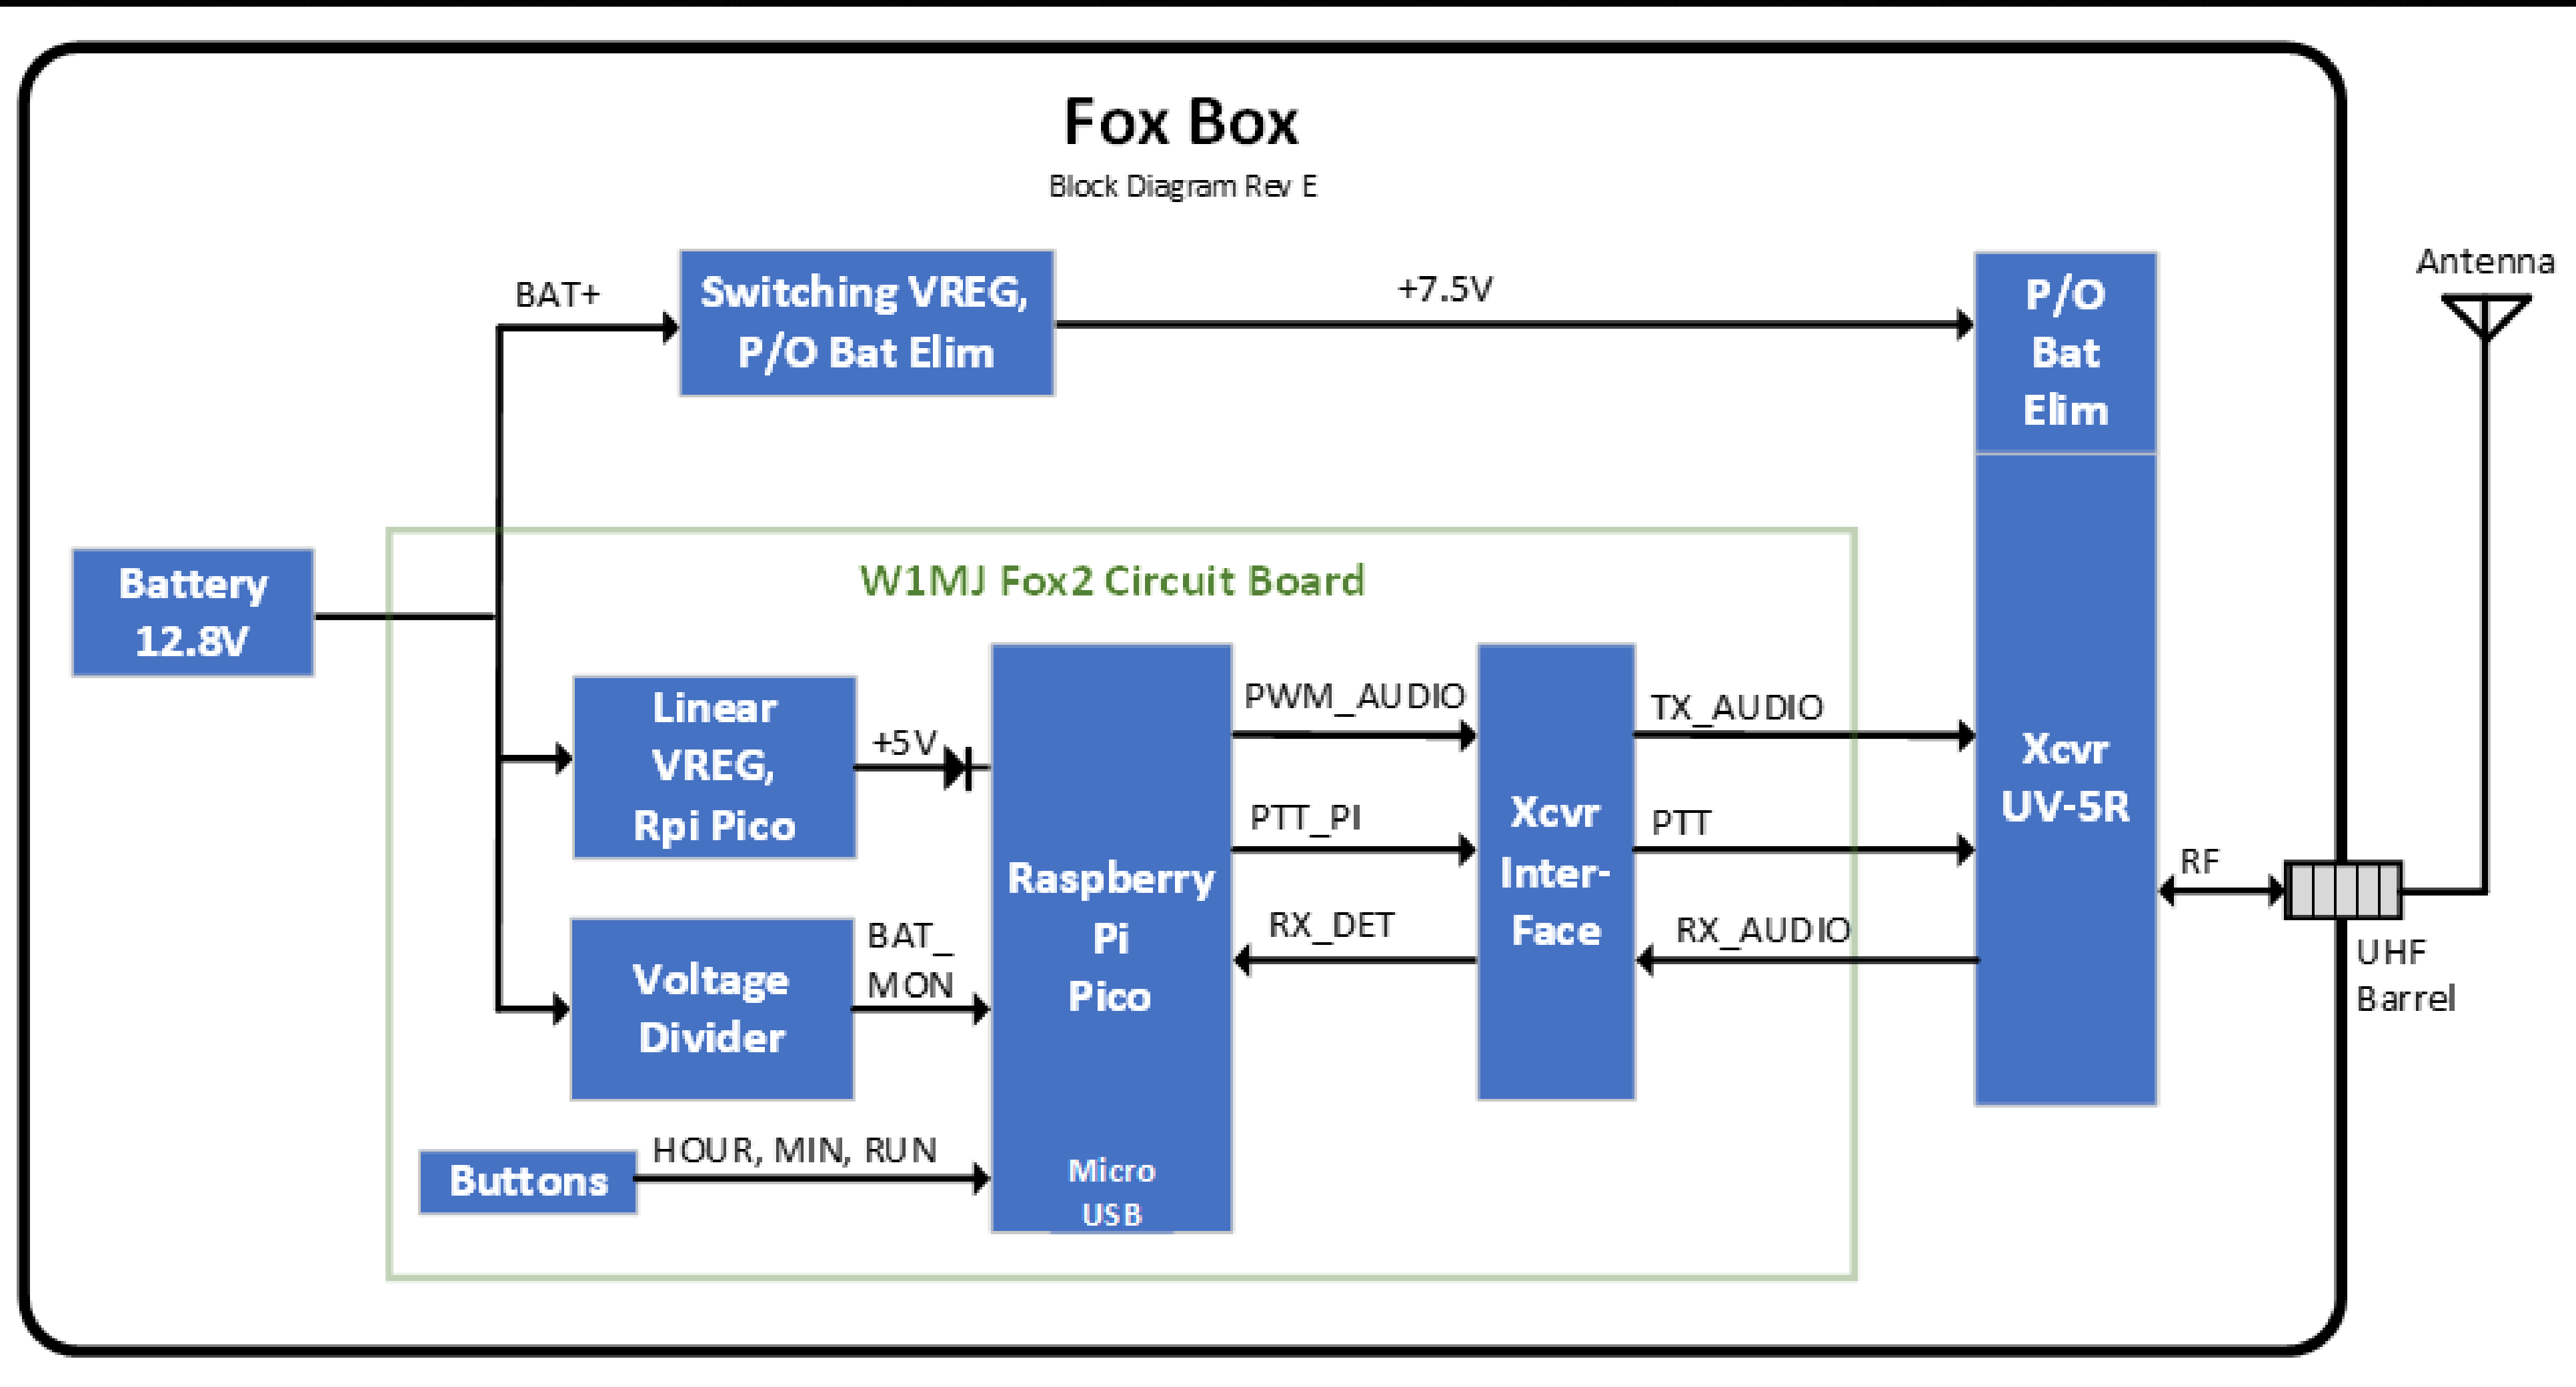 Fox Box
Block Diagram Rev E
BAT+
Switching VREG,
P/O Bat Elim
+7.5V
P/O
Bat
Elim
Antenna
Battery
12.8V
W1MJ Fox2 Circuit Board
Linear
VREG,
Rpi Pico
+5V
Voltage
Divider
BAT_
MON
Buttons
HOUR, MIN, RUN
Raspberry
Pi
Pico
Micro
USB
PWM_AUDIO
PTT_PI
RX_DET
Xcvr
Inter-
Face
TX_AUDIO
PTT
RX_AUDIO
Xcvr
UV-5R
RF
UHF
Barrel